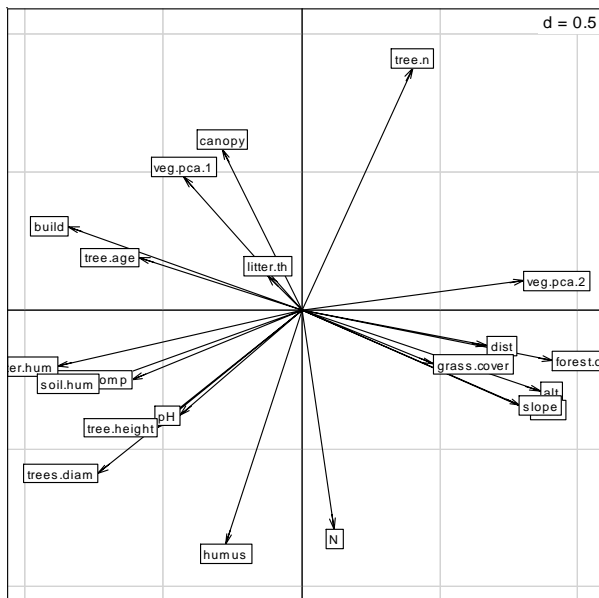 d = 0.5
tree.n
canopy
veg.pca.1
build
tree.age
litter.th
veg.pca.2
dist
forest.c
ter.hum
grass.cover
omp
soil.hum
alt
slope
pH
tree.height
trees.diam
N
humus